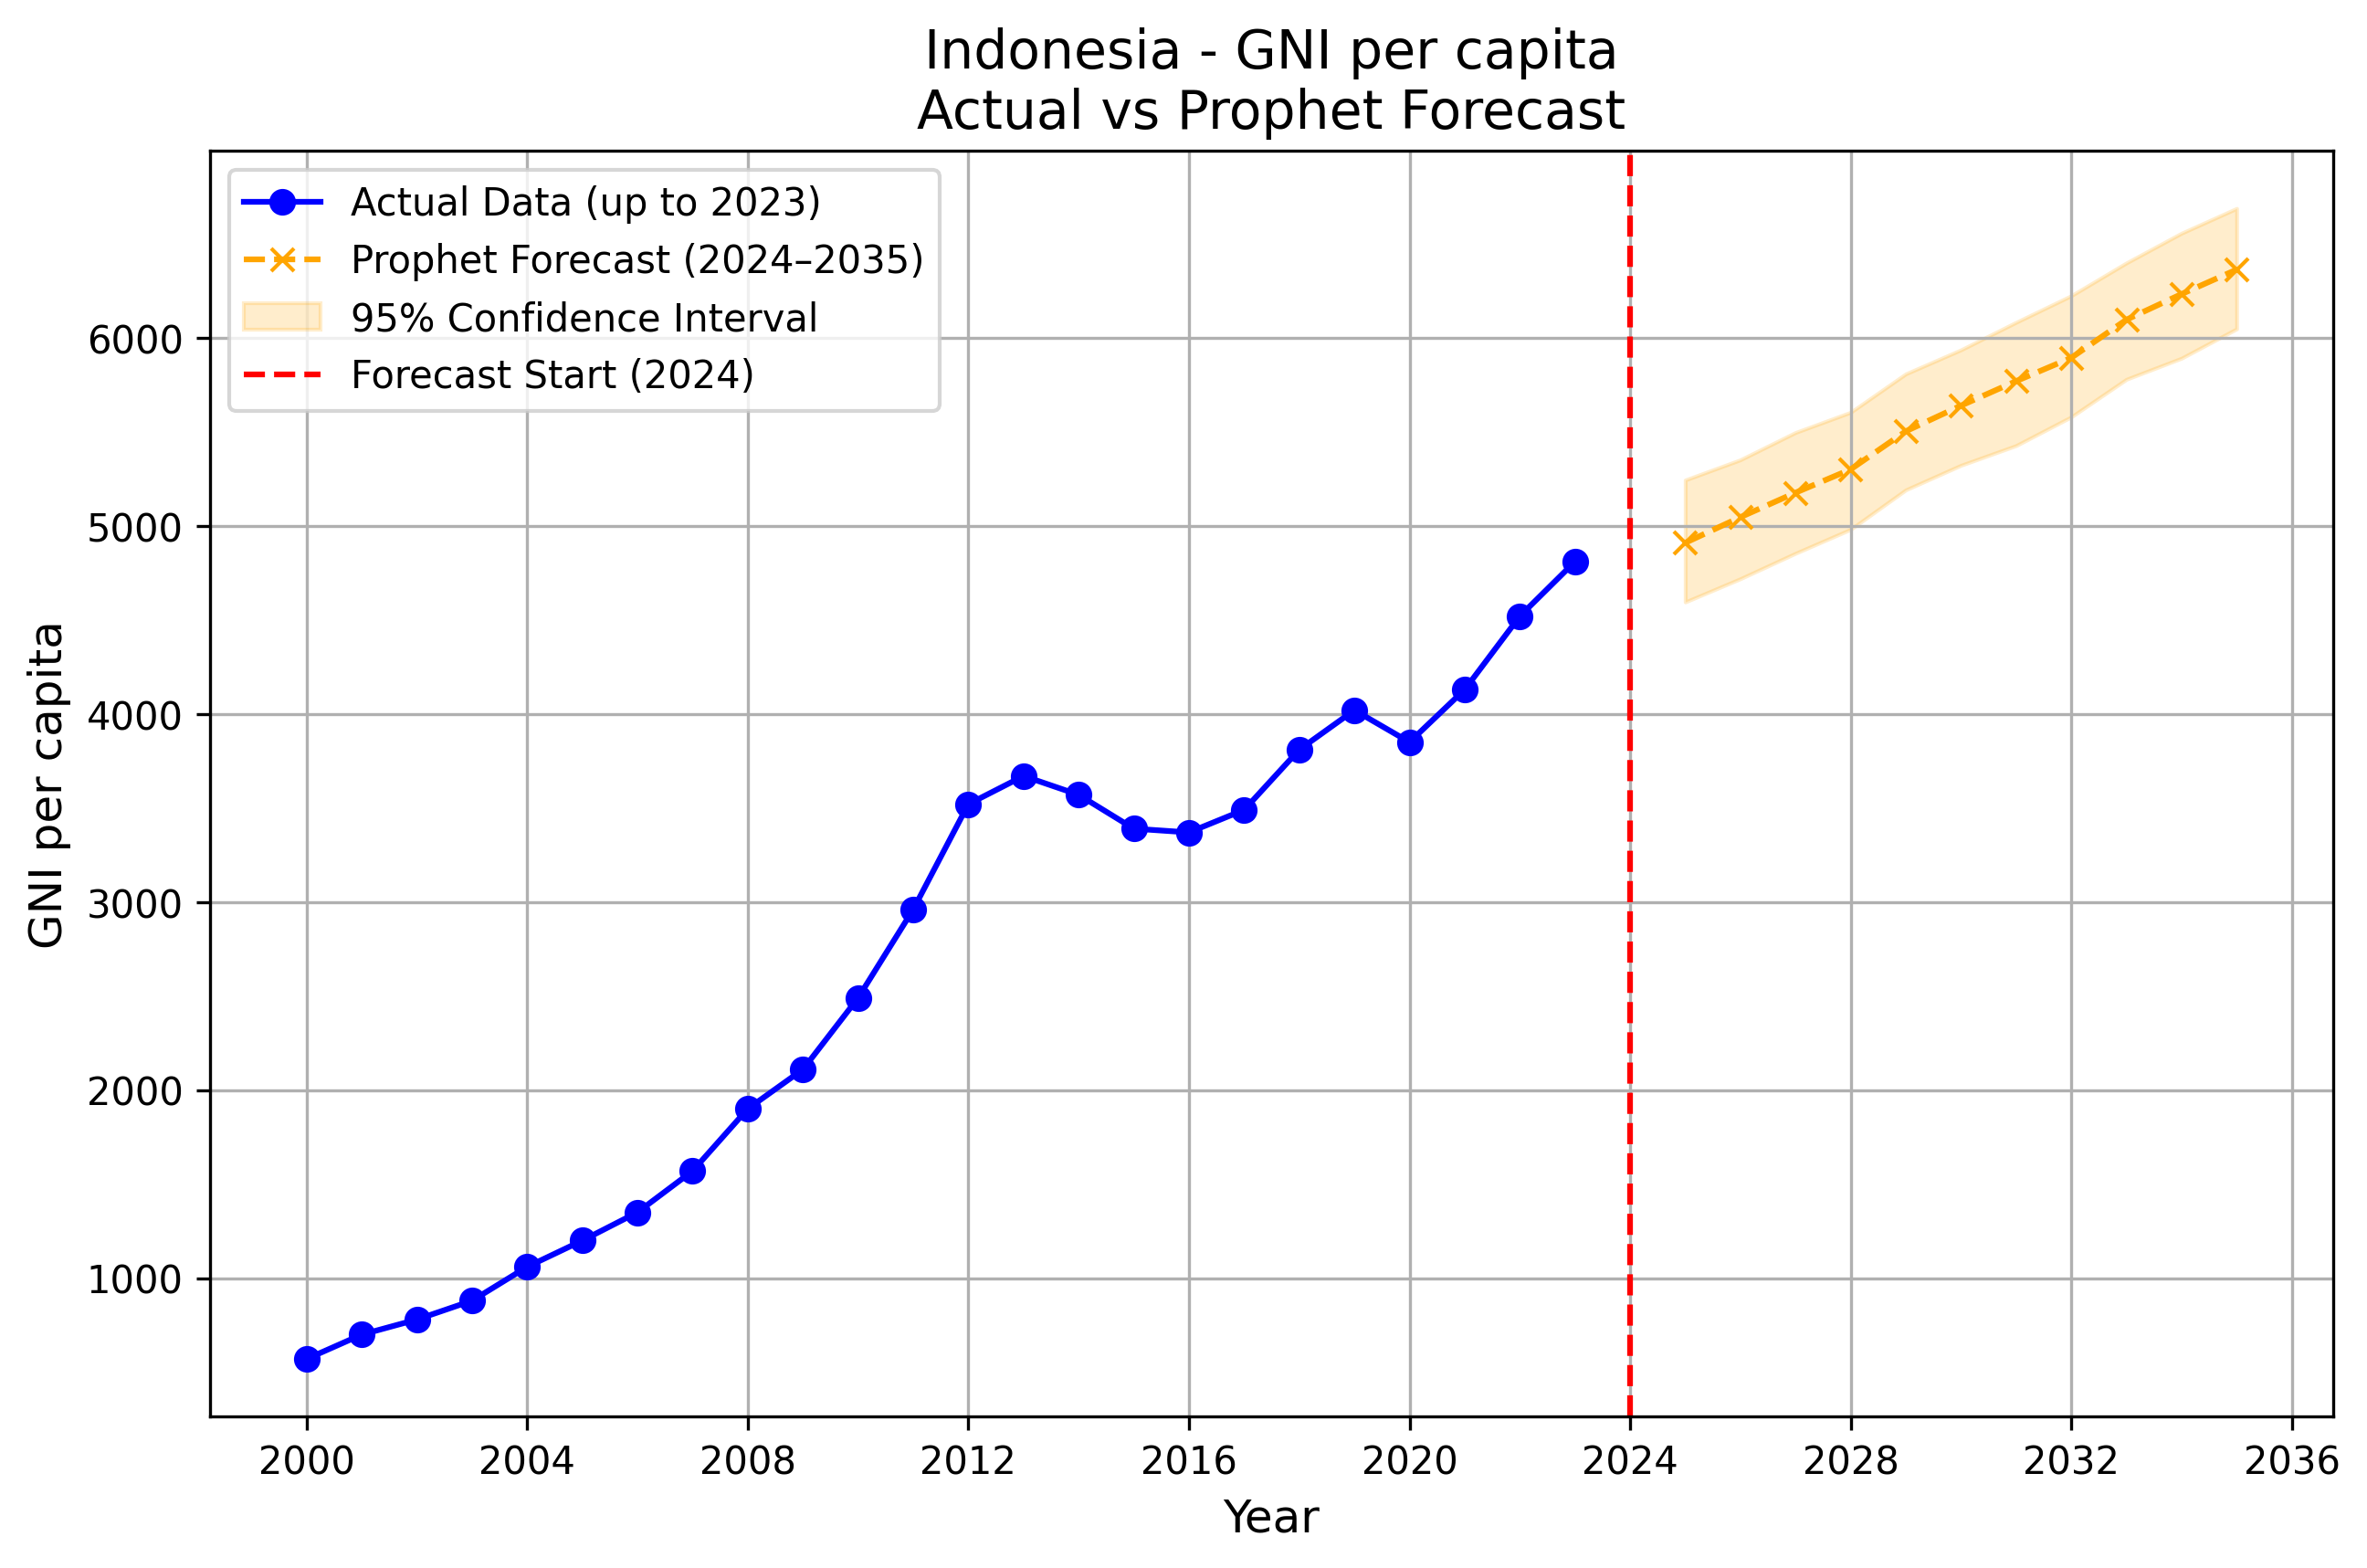 Indonesia - GNI per capita
Actual vs Prophet Forecast
Actual Data (up to 2023)
Prophet Forecast (2024–2035)
95% Confidence Interval
Forecast Start (2024)
GNI per capita
6000
5000
4000
3000
2000
1000
2000 2004 2008 2012 2016 2020 2024 2028 2032 2036
Year